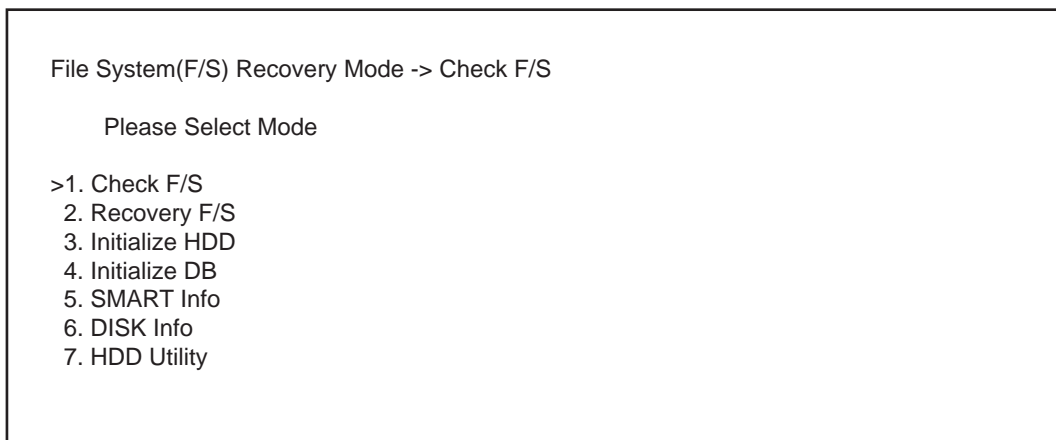 File System(F/S) Recovery Mode -> Check F/S
Please Select Mode
>1. Check F/S
2. Recovery F/S
3. Initialize HDD
4. Initialize DB
5. SMART Info
6. DISK Info
7. HDD Utility